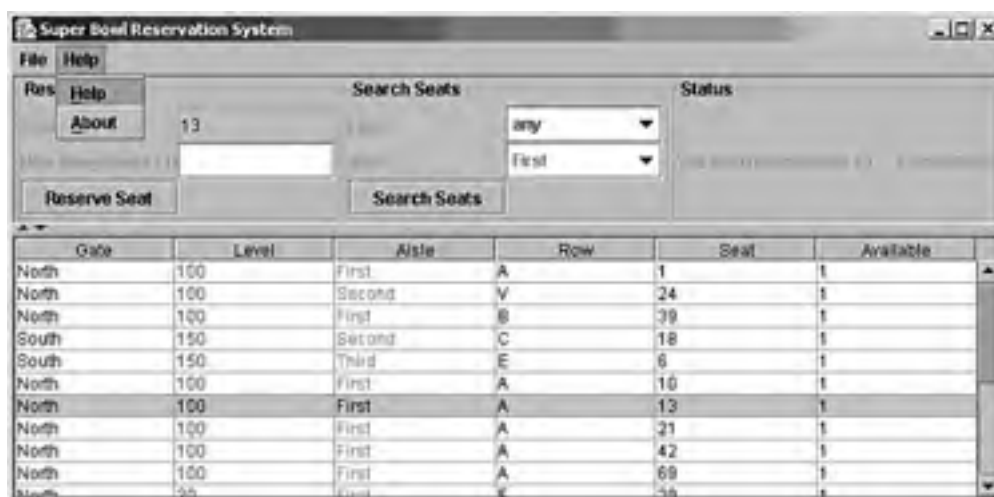 Super Bowl Reservation System
File Help
Res Search Seats Status
Help
About 13 any
First
Reserve Seat Search Seats
Gate Level Aisle Row Seat Available
North 100 First A 1 1
North 100 Second V 24 1
North 100 First B 39 1
South 150 Second C 18 1
South 150 Third E 6 1
North 100 First A 10 1
North 100 First A 13 1
North 100 First A 21 1
North 100 First A 42 1
North 100 First A 69 1
North First